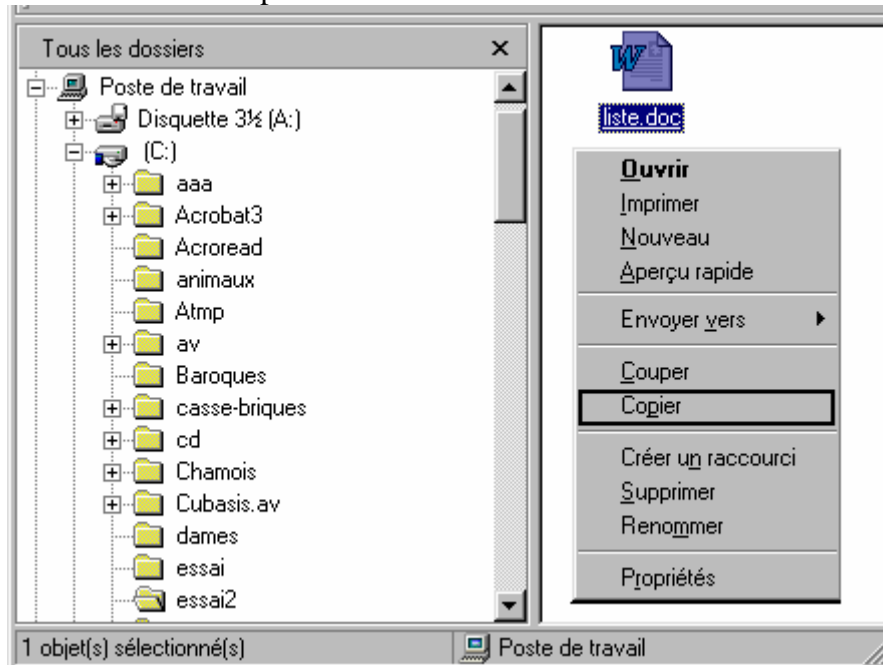 Tous les dossiers
Poste de travail
Disquette 3½ (A:)
(C:)
aaa
Acrobat3
Acroread
animaux
Atmp
av
Baroques
casse-briques
cd
Chamois
Cubasis.av
dames
essai
essai2
liste.doc
Ouvrir
Imprimer
Nouveau
Aperçu rapide
Envoyer vers
Couper
Copier
Créer un raccourci
Supprimer
Renommer
Propriétés
1 objet(s) sélectionné(s)
Poste de travail